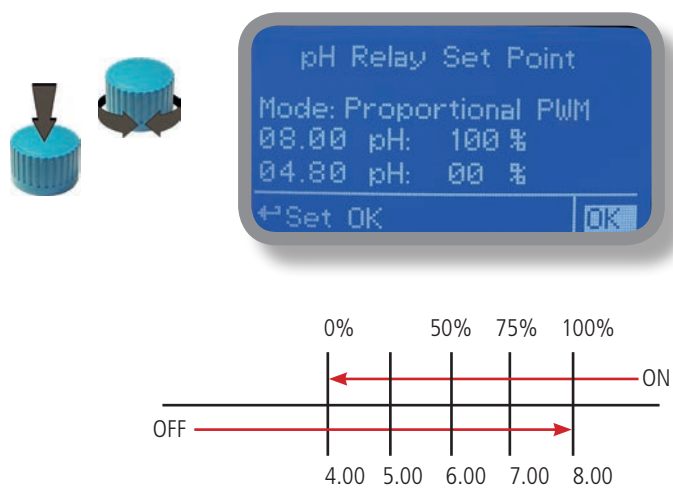 pH Relay Set Point
Mode: Proportional PWM
08.00 pH: 100 %
04.80 pH: 00 %
↵Set OK OK
0% 50% 75% 100%
ON
OFF
4.00 5.00 6.00 7.00 8.00